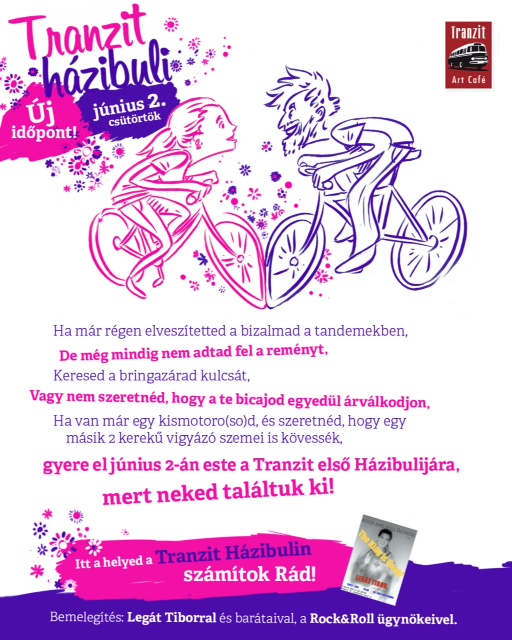 Tranzit
házibuli
Új
időpont!
június 2.
csütörtök
Tranzit
Art Café
Ha már régen elveszítetted a bizalmad a tandemekben,
De még mindig nem adtad fel a reményt,
Keresed a bringazárad kulcsát,
Vagy nem szeretnéd, hogy a te bicajod egyedül árválkodjon,
Ha van már egy kismotoro(so)d, és szeretnéd, hogy egy
másik 2 kerekű vigyázó szemei is kövessék,
gyere el június 2-án este a Tranzit első Házibulijára,
mert neked találtuk ki!
Itt a helyed a Tranzit Házibulin
számítok Rád!
Bemelegítés: Legát Tiborral és barátaival, a Rock&Roll ügynökeivel.